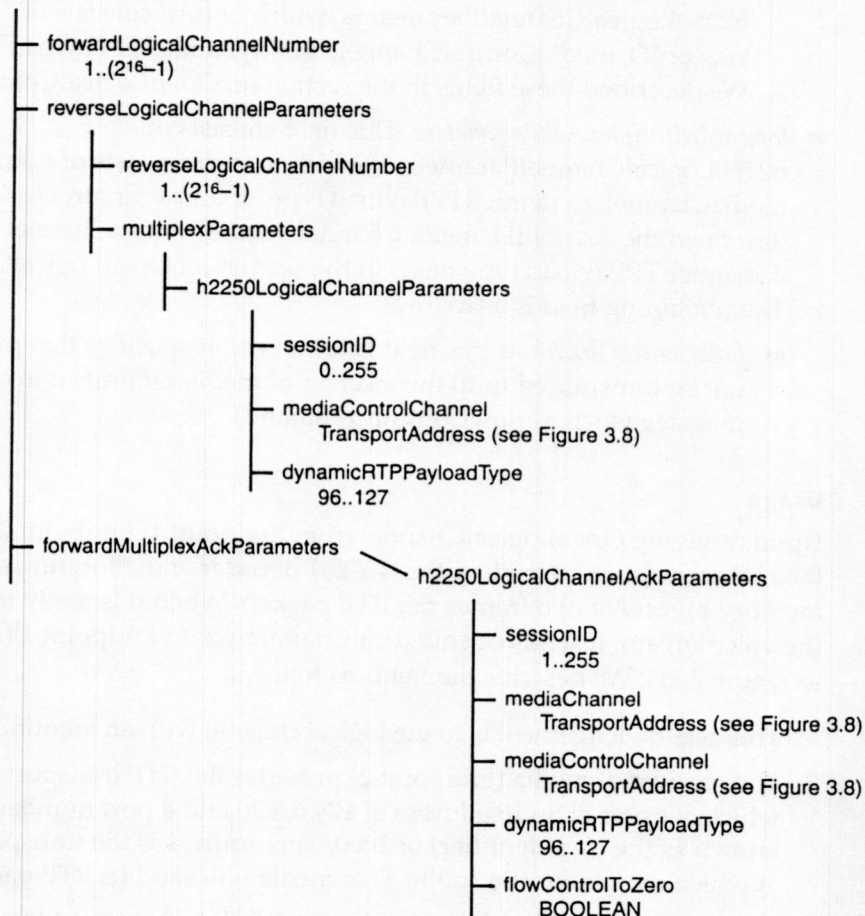 forwardLogicalChannelNumber
1..(2¹⁶–1)
reverseLogicalChannelParameters
reverseLogicalChannelNumber
1..(2¹⁶–1)
multiplexParameters
h2250LogicalChannelParameters
sessionID
0..255
mediaControlChannel
TransportAddress (see Figure 3.8)
dynamicRTPPayloadType
96..127
forwardMultiplexAckParameters
h2250LogicalChannelAckParameters
sessionID
1..255
mediaChannel
TransportAddress (see Figure 3.8)
mediaControlChannel
TransportAddress (see Figure 3.8)
dynamicRTPPayloadType
96..127
flowControlToZero
BOOLEAN